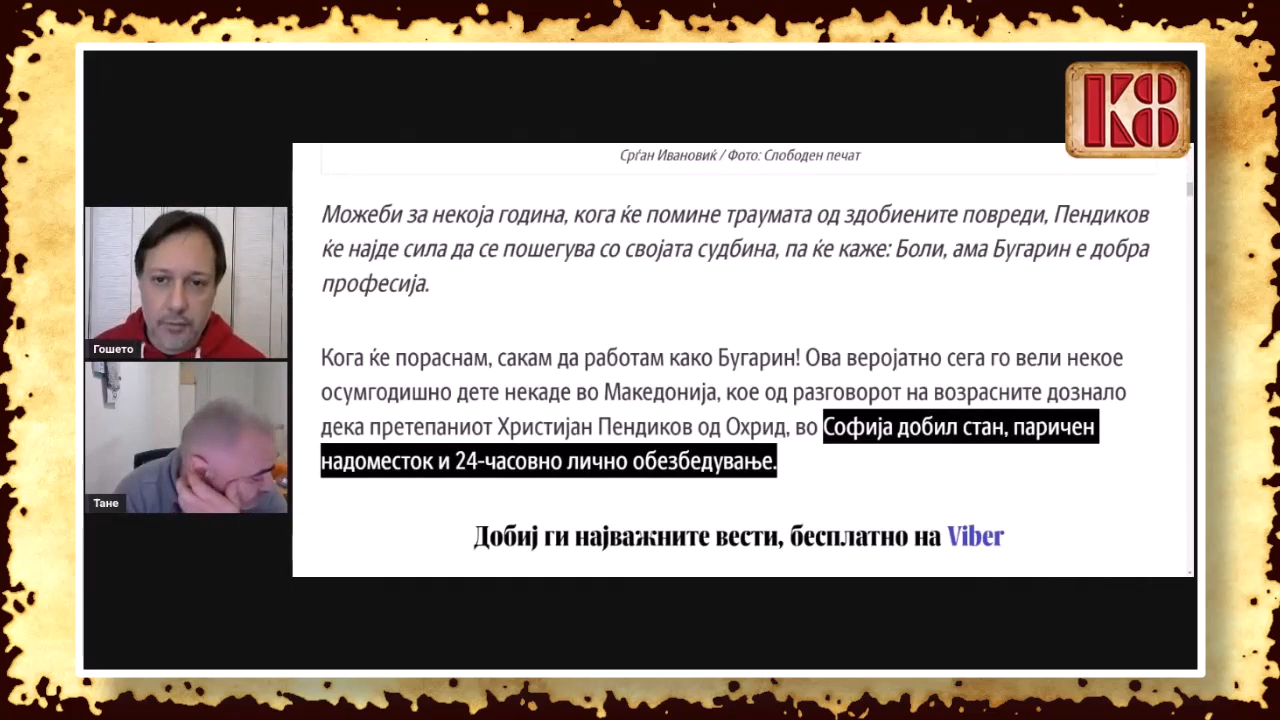 К8
Срѓан Ивановиќ / Фото: Слободен печат
Можеби за некоја година, кога ќе помине траумата од здобиените повреди, Пендиков
ќе најде сила да се пошегува со својата судбина, па ќе каже: Боли, ама Бугарин е добра
професија.
Гошето
Кога ќе пораснам, сакам да работам како Бугарин! Ова веројатно сега го вели некое
осумгодишно дете некаде во Македонија, кое од разговорот на возрасните дознало
дека претепаниот Христијан Пендиков од Охрид, во Софија добил стан, паричен
надоместок и 24-часовно лично обезбедување.
Тане
Добиј ги најважните вести, бесплатно на Viber